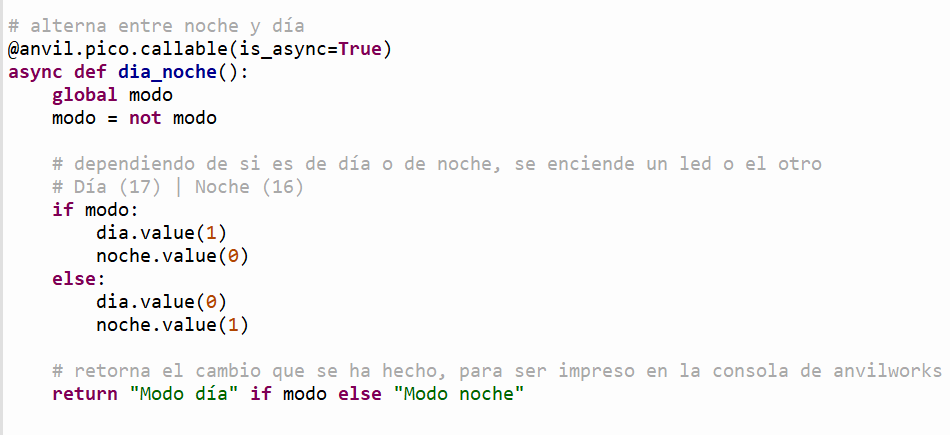 # alterna entre noche y día
@anvil.pico.callable(is_async=True)
async def dia_noche():
    global modo
    modo = not modo

    # dependiendo de si es de día o de noche, se enciende un led o el otro
    # Día (17) | Noche (16)
    if modo:
        dia.value(1)
        noche.value(0)
    else:
        dia.value(0)
        noche.value(1)

    # retorna el cambio que se ha hecho, para ser impreso en la consola de anvilworks
    return "Modo día" if modo else "Modo noche"